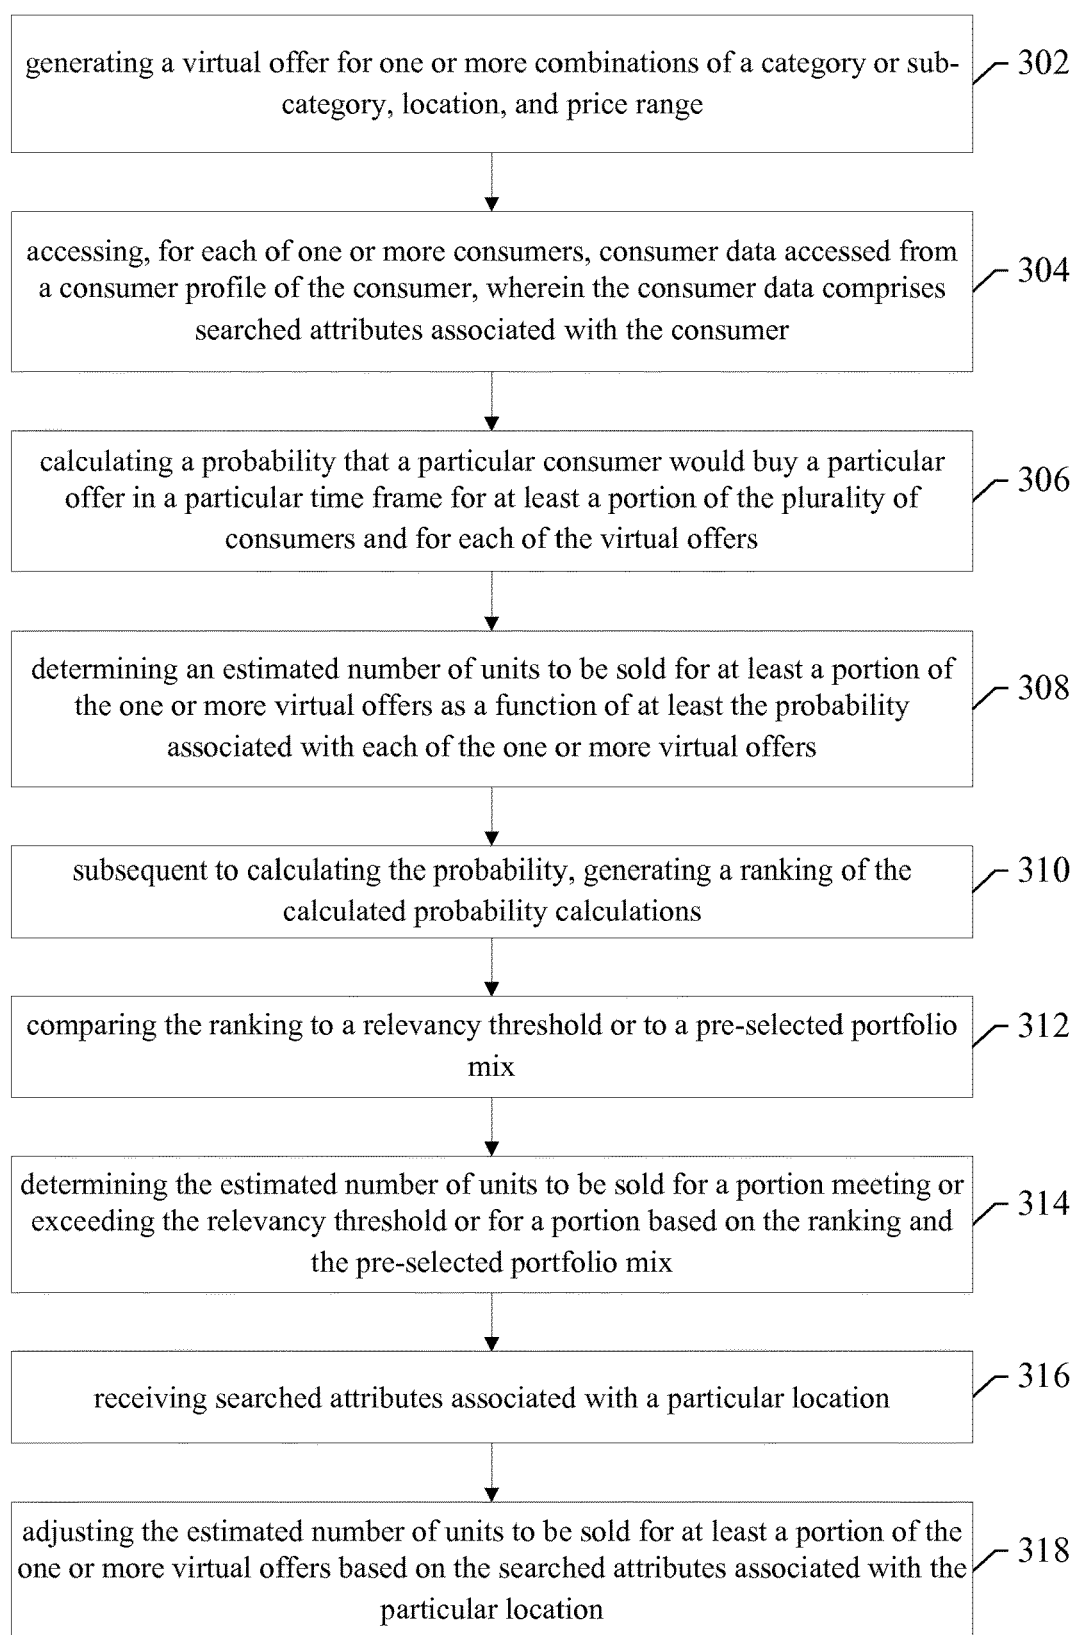 generating a virtual offer for one or more combinations of a category or sub-
category, location, and price range
302
accessing, for each of one or more consumers, consumer data accessed from
a consumer profile of the consumer, wherein the consumer data comprises
searched attributes associated with the consumer
304
calculating a probability that a particular consumer would buy a particular
offer in a particular time frame for at least a portion of the plurality of
consumers and for each of the virtual offers
306
determining an estimated number of units to be sold for at least a portion of
the one or more virtual offers as a function of at least the probability
associated with each of the one or more virtual offers
308
subsequent to calculating the probability, generating a ranking of the
calculated probability calculations
310
comparing the ranking to a relevancy threshold or to a pre-selected portfolio
mix
312
determining the estimated number of units to be sold for a portion meeting or
exceeding the relevancy threshold or for a portion based on the ranking and
the pre-selected portfolio mix
314
receiving searched attributes associated with a particular location
316
adjusting the estimated number of units to be sold for at least a portion of the
one or more virtual offers based on the searched attributes associated with the
particular location
318